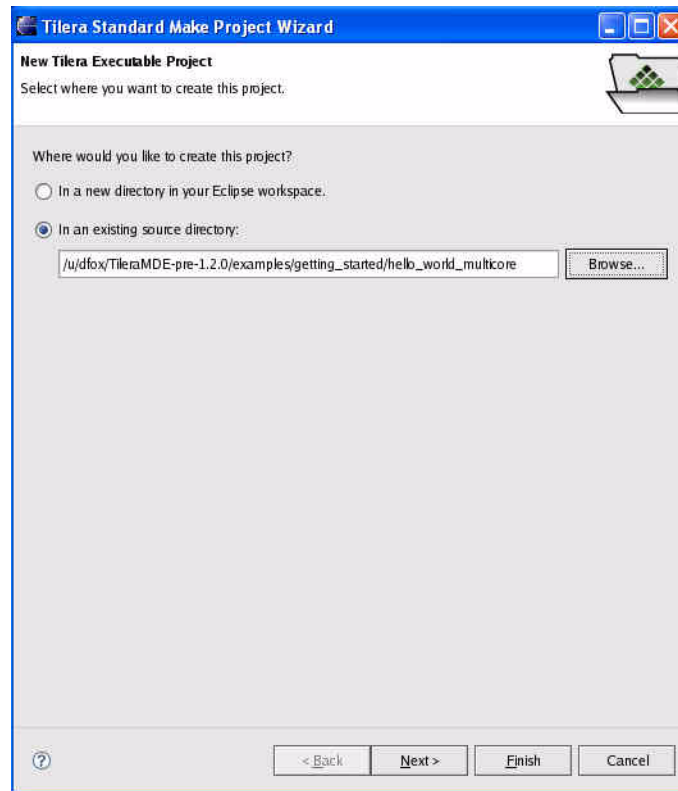 Tilera Standard Make Project Wizard
New Tilera Executable Project
Select where you want to create this project.
Where would you like to create this project?
In a new directory in your Eclipse workspace.
In an existing source directory:
/u/dfox/TileraMDE-pre-1.2.0/examples/getting_started/hello_world_multicore Browse...
? < Back Next > Finish Cancel